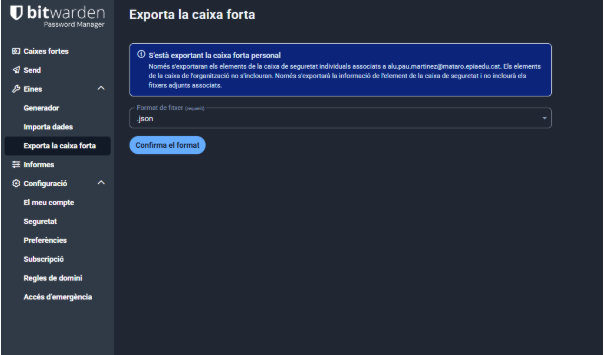 bitwarden
Password Manager
Caixes fortes
Send
Eines
Generador
Importa dades
Exporta la caixa forta
Informes
Configuració
El meu compte
Seguretat
Preferències
Subscripció
Regles de domini
Accés d'emergència
Exporta la caixa forta
S'està exportant la caixa forta personal
Només s'exportaran els elements de la caixa de seguretat individuals associats a alu.pau.martinez@mataro.epiaedu.cat. Els elements
de la caixa de l'organització no s'inclouran. Només s'exportarà la informació de l'element de la caixa de seguretat i no inclourà els
fitxers adjunts associats.
Format de fitxer (required)
.json
Confirma el format